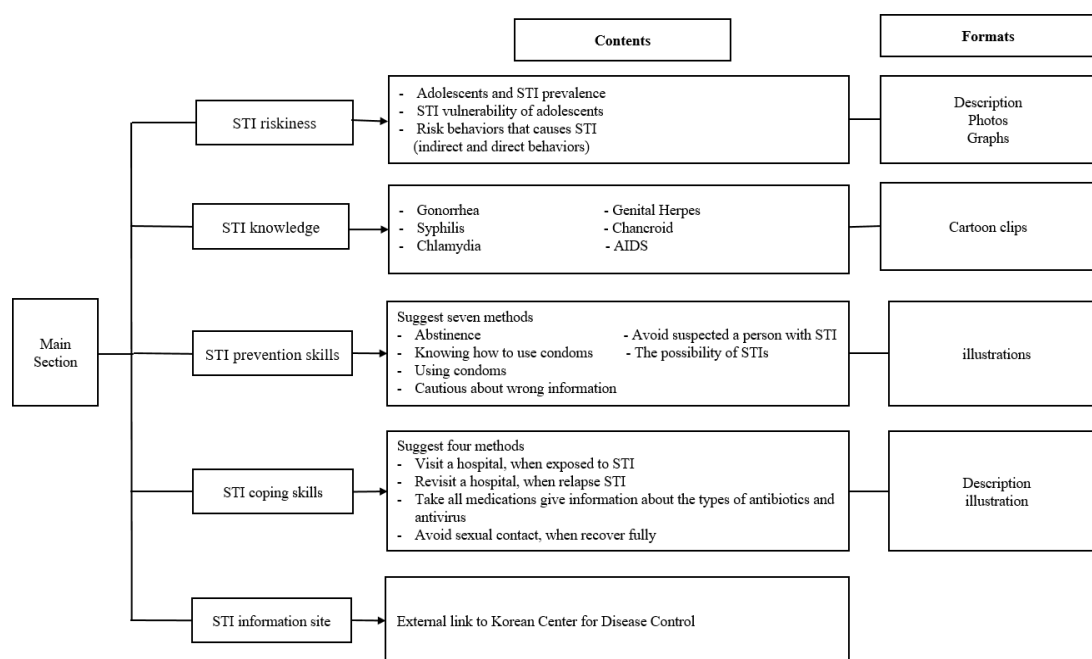 Contents
Formats
STI riskiness
- Adolescents and STI prevalence
- STI vulnerability of adolescents
- Risk behaviors that causes STI
(indirect and direct behaviors)
Description
Photos
Graphs
STI knowledge
- Gonorrhea - Genital Herpes
- Syphilis - Chancroid
- Chlamydia - AIDS
Cartoon clips
Main
Section
STI prevention skills
Suggest seven methods
- Abstinence - Avoid suspected a person with STI
- Knowing how to use condoms - The possibility of STIs
- Using condoms
- Cautious about wrong information
illustrations
STI coping skills
Suggest four methods
- Visit a hospital, when exposed to STI
- Revisit a hospital, when relapse STI
- Take all medications give information about the types of antibiotics and
antivirus
- Avoid sexual contact, when recover fully
Description
illustration
STI information site
External link to Korean Center for Disease Control